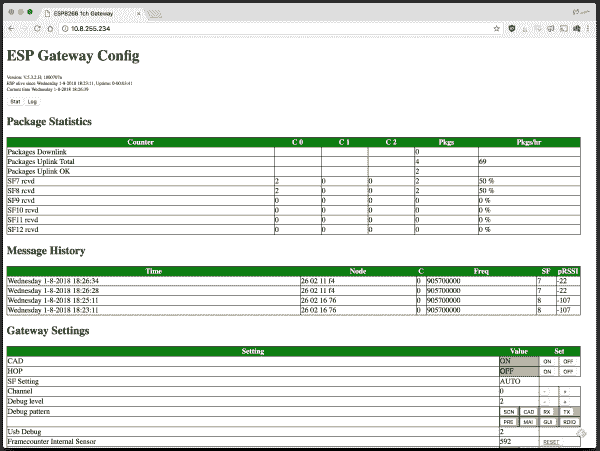 ESP8266 1ch Gateway
10.8.255.234
ESP Gateway Config
Version: V.5.3.2.H; 180707a
ESP alive since Wednesday 1-8-2018 18:23:11, Uptime: 0-00:03:41
Current time Wednesday 1-8-2018 18:26:39
Stat Log
Package Statistics
Counter C 0 C 1 C 2 Pkgs Pkgs/hr
Packages Downlink 0
Packages Uplink Total 4 69
Packages Uplink OK 2
SF7 rcvd 2 0 0 2 50 %
SF8 rcvd 2 0 0 2 50 %
SF9 rcvd 0 0 0 0 0 %
SF10 rcvd 0 0 0 0 0 %
SF11 rcvd 0 0 0 0 0 %
SF12 rcvd 0 0 0 0 0 %
Message History
Time Node C Freq SF pRSSI
Wednesday 1-8-2018 18:26:34 26 02 11 f4 0 905700000 7 -22
Wednesday 1-8-2018 18:26:28 26 02 11 f4 0 905700000 7 -22
Wednesday 1-8-2018 18:25:11 26 02 16 76 0 905700000 8 -107
Wednesday 1-8-2018 18:23:11 26 02 16 76 0 905700000 8 -107
Gateway Settings
Setting Value Set
CAD ON ON OFF
HOP OFF ON OFF
SF Setting AUTO
Channel 0 - +
Debug level 2 - +
Debug pattern SCN CAD RX TX
PRE MAI GUI RDIO
Usb Debug 2
Framecounter Internal Sensor 592 RESET